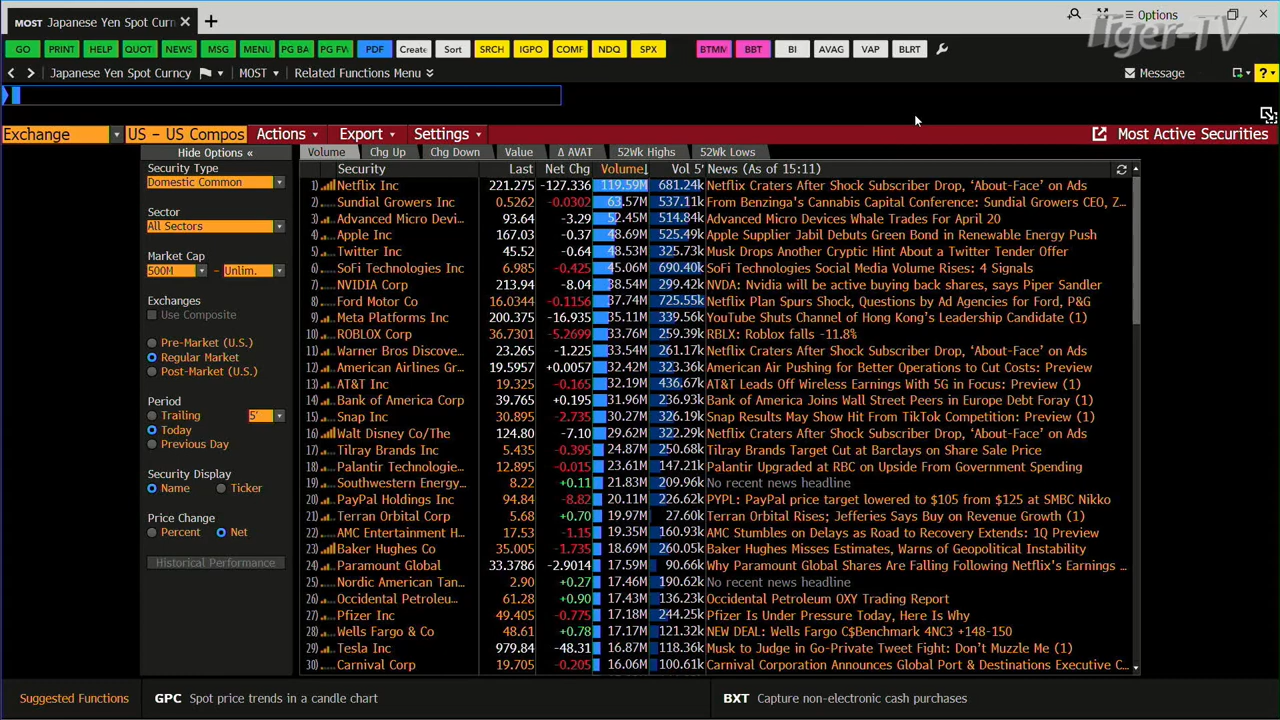 MOST Japanese Yen Spot Curn
Options
Tiger-TV
GO PRINT HELP QUOT NEWS MSG MENU PG BA PG FW PDF Create Sort SRCH IGPO COMF NDQ SPX BTMM BBT BI AVAG VAP BLRT
Japanese Yen Spot Curncy MOST Related Functions Menu Message ?
Exchange US - US Compos Actions Export Settings Most Active Securities
Hide Options « Volume Chg Up Chg Down Value Δ AVAT 52Wk Highs 52Wk Lows
Security Last Net Chg Volume↓ Vol 5' News (As of 15:11)
1) Netflix Inc 221.275 -127.336 119.59M 681.24k Netflix Craters After Shock Subscriber Drop, ‘About-Face’ on Ads
2) Sundial Growers Inc 0.5262 -0.0302 63.57M 537.11k From Benzinga's Cannabis Capital Conference: Sundial Growers CEO, Z…
3) Advanced Micro Devi… 93.64 -3.29 52.45M 514.84k Advanced Micro Devices Whale Trades For April 20
4) Apple Inc 167.03 -0.37 48.69M 525.49k Apple Supplier Jabil Debuts Green Bond in Renewable Energy Push
5) Twitter Inc 45.52 -0.64 48.53M 325.73k Musk Drops Another Cryptic Hint About a Twitter Tender Offer
6) SoFi Technologies Inc 6.985 -0.425 45.06M 690.40k SoFi Technologies Social Media Volume Rises: 4 Signals
7) NVIDIA Corp 213.94 -8.04 38.54M 299.42k NVDA: Nvidia will be active buying back shares, says Piper Sandler
8) Ford Motor Co 16.0344 -0.1156 37.74M 725.55k Netflix Plan Spurs Shock, Questions by Ad Agencies for Ford, P&G
9) Meta Platforms Inc 200.375 -16.935 35.11M 339.56k YouTube Shuts Channel of Hong Kong’s Leadership Candidate (1)
10) ROBLOX Corp 36.7301 -5.2699 33.76M 259.39k RBLX: Roblox falls -11.8%
11) Warner Bros Discove… 23.265 -1.225 33.54M 261.17k Netflix Craters After Shock Subscriber Drop, ‘About-Face’ on Ads
12) American Airlines Gr… 19.5957 +0.0057 32.42M 323.36k American Air Pushing for Better Operations to Cut Costs: Preview
13) AT&T Inc 19.325 -0.165 32.19M 436.67k AT&T Leads Off Wireless Earnings With 5G in Focus: Preview (1)
14) Bank of America Corp 39.765 +0.195 31.96M 236.93k Bank of America Joins Wall Street Peers in Europe Debt Foray (1)
15) Snap Inc 30.895 -2.735 30.27M 326.19k Snap Results May Show Hit From TikTok Competition: Preview (1)
16) Walt Disney Co/The 124.80 -7.10 29.62M 322.29k Netflix Craters After Shock Subscriber Drop, ‘About-Face’ on Ads
17) Tilray Brands Inc 5.435 -0.395 24.87M 250.68k Tilray Brands Target Cut at Barclays on Share Sale Price
18) Palantir Technologie… 12.895 -0.015 23.61M 147.21k Palantir Upgraded at RBC on Upside From Government Spending
19) Southwestern Energy… 8.22 +0.11 21.83M 209.96k No recent news headline
20) PayPal Holdings Inc 94.84 -8.82 20.11M 226.62k PYPL: PayPal price target lowered to $105 from $125 at SMBC Nikko
21) Terran Orbital Corp 5.68 +0.70 19.97M 27.60k Terran Orbital Rises; Jefferies Says Buy on Revenue Growth (1)
22) AMC Entertainment H… 17.53 -1.15 19.35M 160.93k AMC Stumbles on Delays as Road to Recovery Extends: 1Q Preview
23) Baker Hughes Co 35.005 -1.735 18.69M 260.05k Baker Hughes Misses Estimates, Warns of Geopolitical Instability
24) Paramount Global 33.3786 -2.9014 17.59M 90.66k Why Paramount Global Shares Are Falling Following Netflix's Earnings …
25) Nordic American Tan… 2.90 +0.27 17.46M 190.62k No recent news headline
26) Occidental Petroleu… 61.28 +0.90 17.43M 136.23k Occidental Petroleum OXY Trading Report
27) Pfizer Inc 49.405 -0.775 17.18M 244.25k Pfizer Is Under Pressure Today, Here Is Why
28) Wells Fargo & Co 48.61 +0.78 17.17M 121.32k NEW DEAL: Wells Fargo C$Benchmark 4NC3 +148-150
29) Tesla Inc 979.84 -48.31 16.87M 118.36k Musk to Judge in Go-Private Tweet Fight: Don’t Muzzle Me (1)
30) Carnival Corp 19.705 -0.205 16.06M 100.61k Carnival Corporation Announces Global Port & Destinations Executive C…
Security Type
Domestic Common
Sector
All Sectors
Market Cap
500M - Unlim.
Exchanges
Use Composite
Pre-Market (U.S.)
Regular Market
Post-Market (U.S.)
Period
Trailing 5'
Today
Previous Day
Security Display
Name Ticker
Price Change
Percent Net
Historical Performance
Suggested Functions GPC Spot price trends in a candle chart BXT Capture non-electronic cash purchases